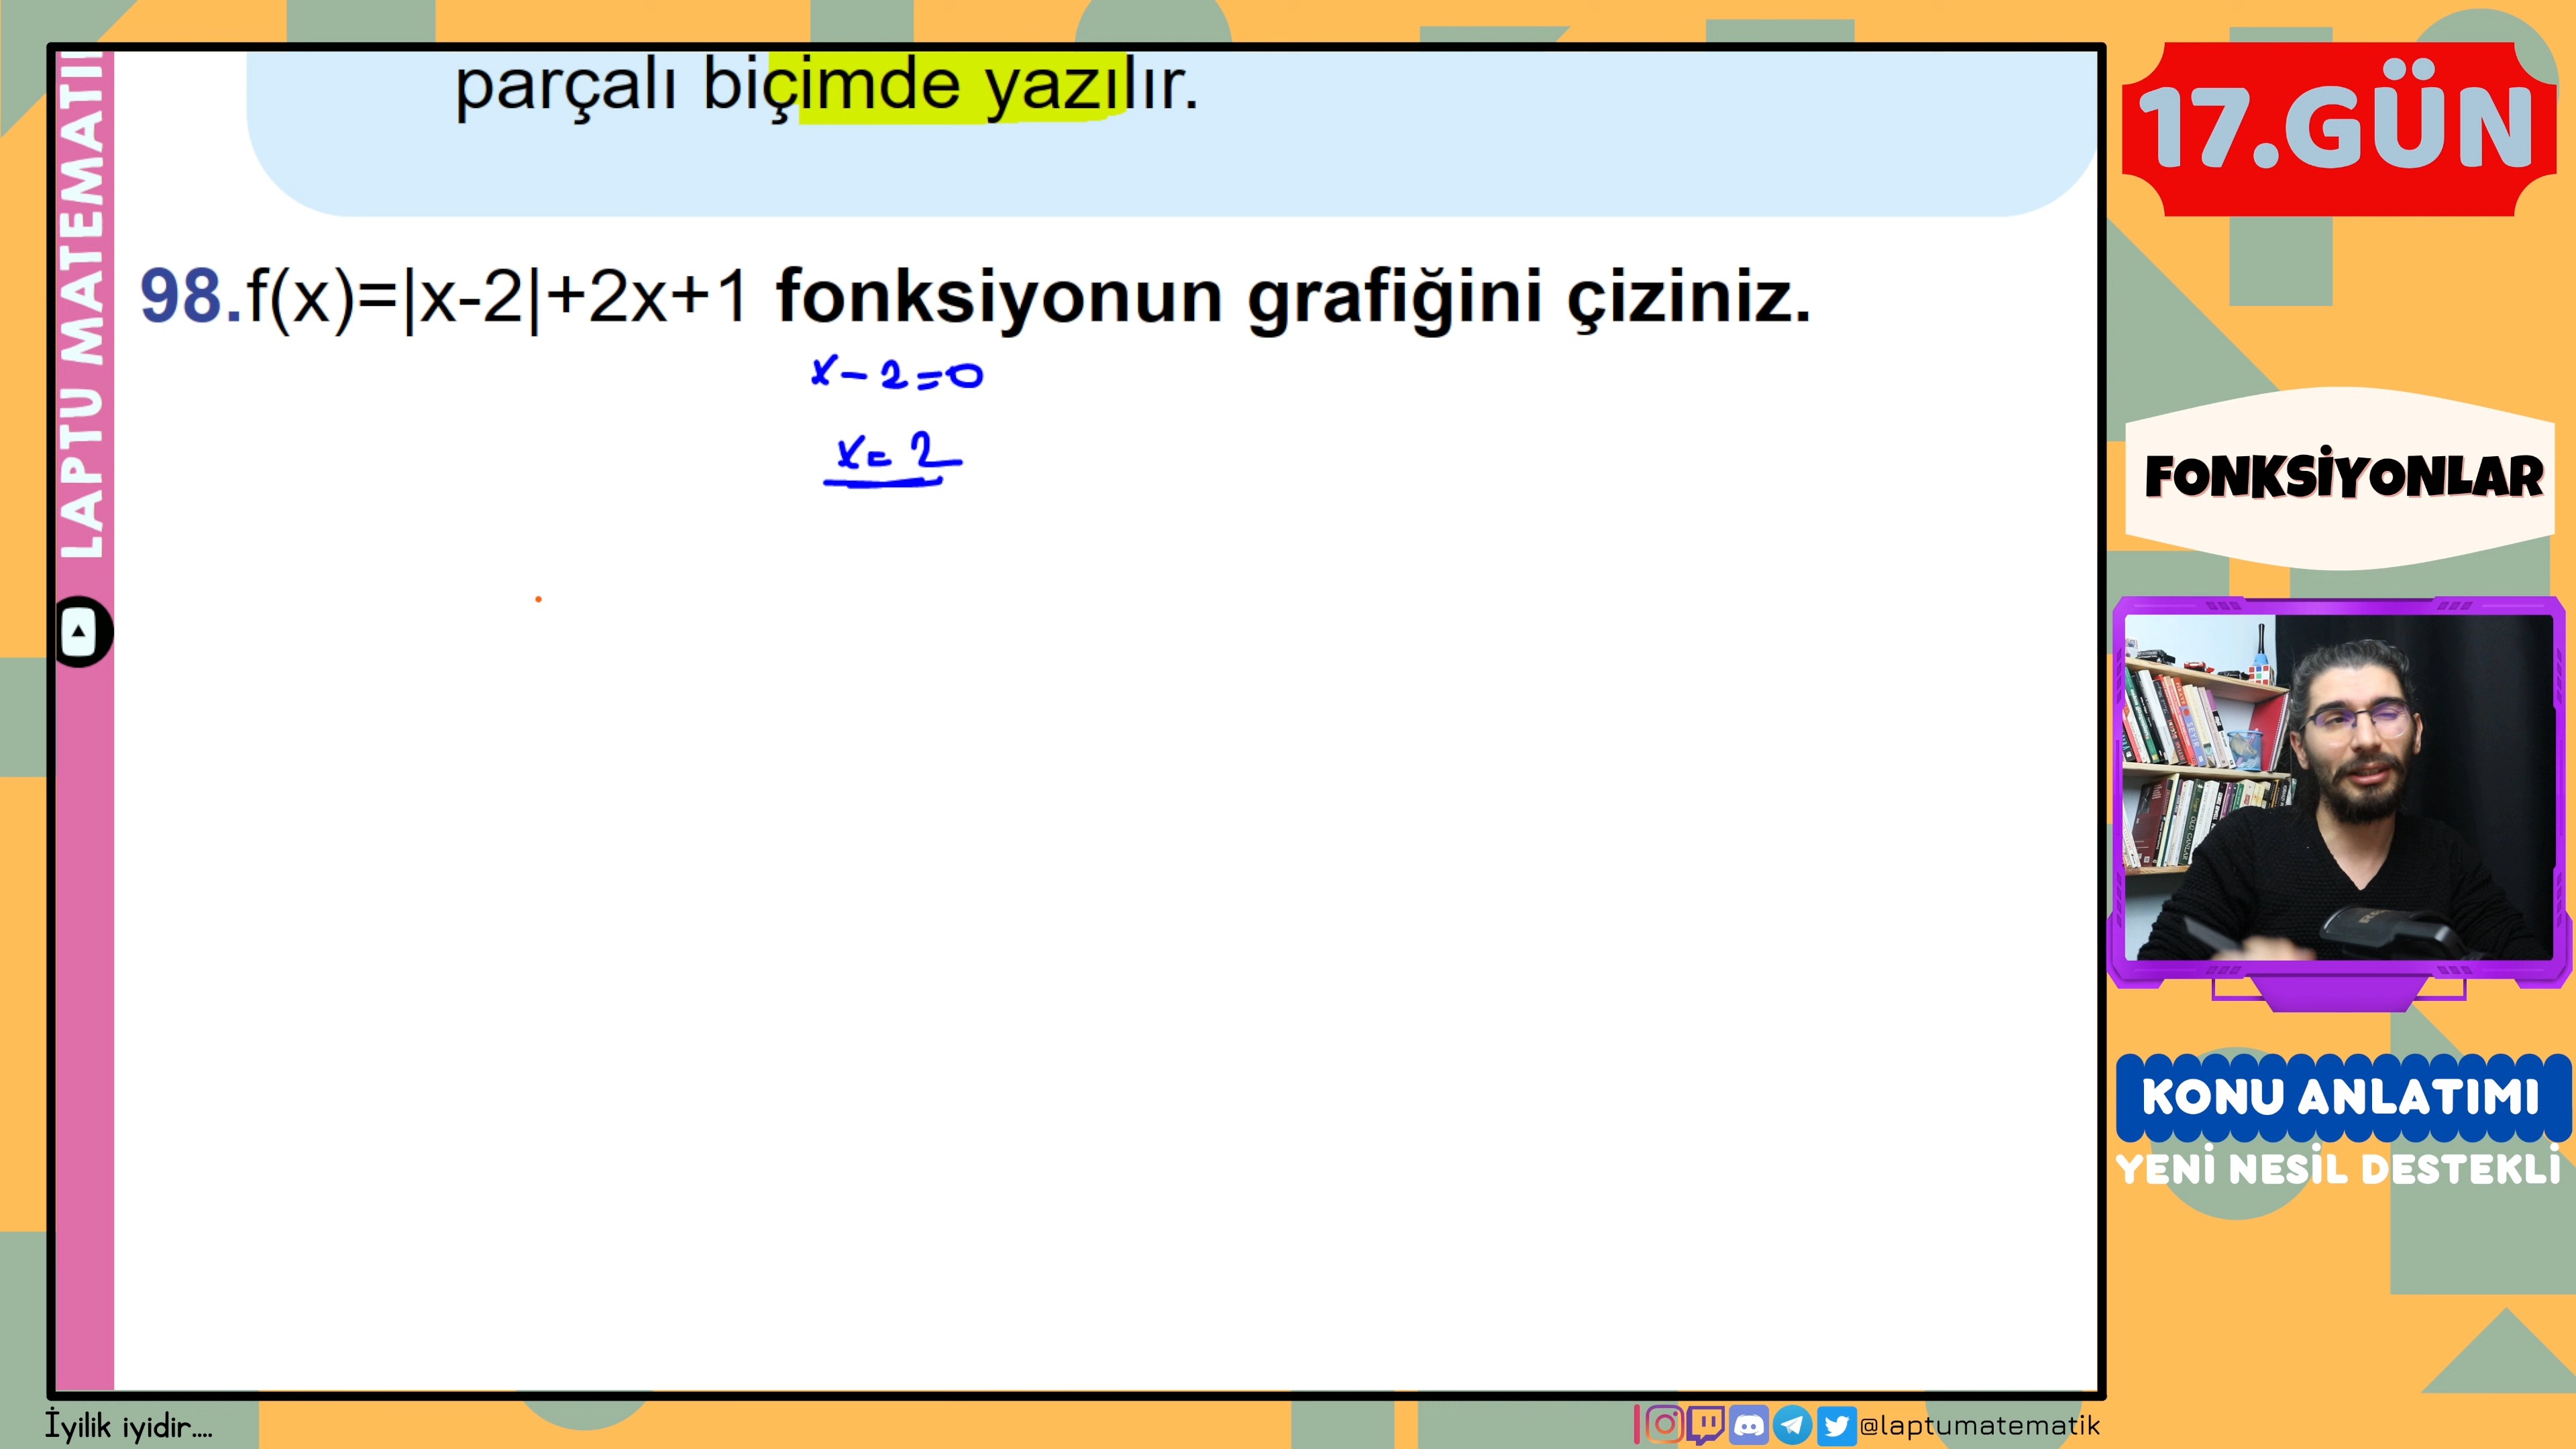 parçalı biçimde yazılır.
98.f(x)=|x-2|+2x+1 fonksiyonun grafiğini çiziniz.
x-2=0
x=2
LAPTU MATEMATİ
17.GÜN
FONKSİYONLAR
KONU ANLATIMI
YENİ NESİL DESTEKLİ
İyilik iyidir....
@laptumatematik